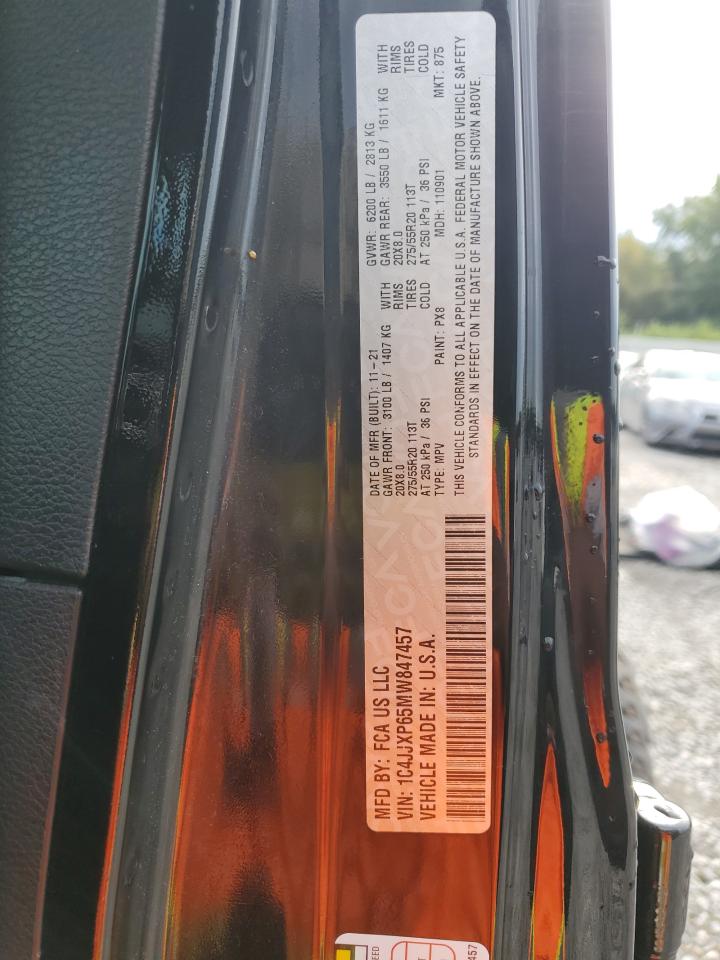 MFD BY: FCA US LLC
VIN: 1C4JJXP65MW847457
VEHICLE MADE IN: U.S.A.
DATE OF MFR (BUILT): 11-21 GVWR: 6200 LB / 2813 KG
GAWR FRONT: 3100 LB / 1407 KG WITH GAWR REAR: 3550 LB / 1611 KG WITH
20X8.0 RIMS 20X8.0 RIMS
275/55R20 113T TIRES 275/55R20 113T TIRES
AT 250 kPa / 36 PSI COLD AT 250 kPa / 36 PSI COLD
TYPE: MPV PAINT: PX8 MDH: 110901 MKT: 875
THIS VEHICLE CONFORMS TO ALL APPLICABLE U.S.A. FEDERAL MOTOR VEHICLE SAFETY
STANDARDS IN EFFECT ON THE DATE OF MANUFACTURE SHOWN ABOVE.
457